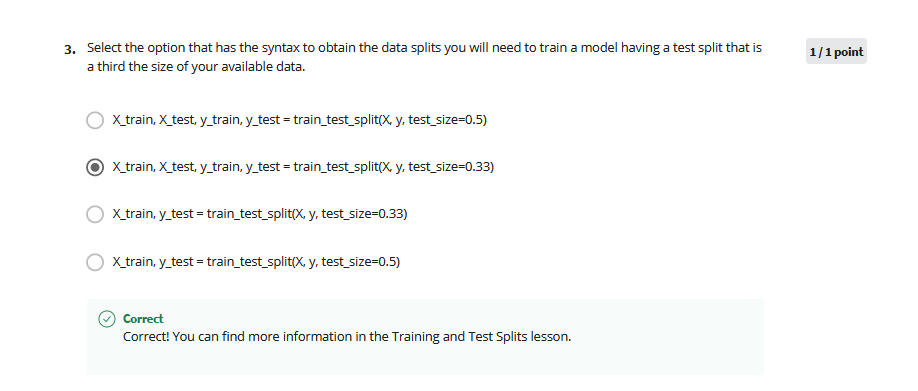 3. Select the option that has the syntax to obtain the data splits you will need to train a model having a test split that is
a third the size of your available data.
1 / 1 point
X_train, X_test, y_train, y_test = train_test_split(X, y, test_size=0.5)
X_train, X_test, y_train, y_test = train_test_split(X, y, test_size=0.33)
X_train, y_test = train_test_split(X, y, test_size=0.33)
X_train, y_test = train_test_split(X, y, test_size=0.5)
Correct
Correct! You can find more information in the Training and Test Splits lesson.